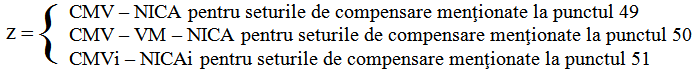 CMV – NICA pentru seturile de compensare menţionate la punctul 49
z = { CMV – VM – NICA pentru seturile de compensare menţionate la punctul 50
CMVi – NICAi pentru seturile de compensare menţionate la punctul 51